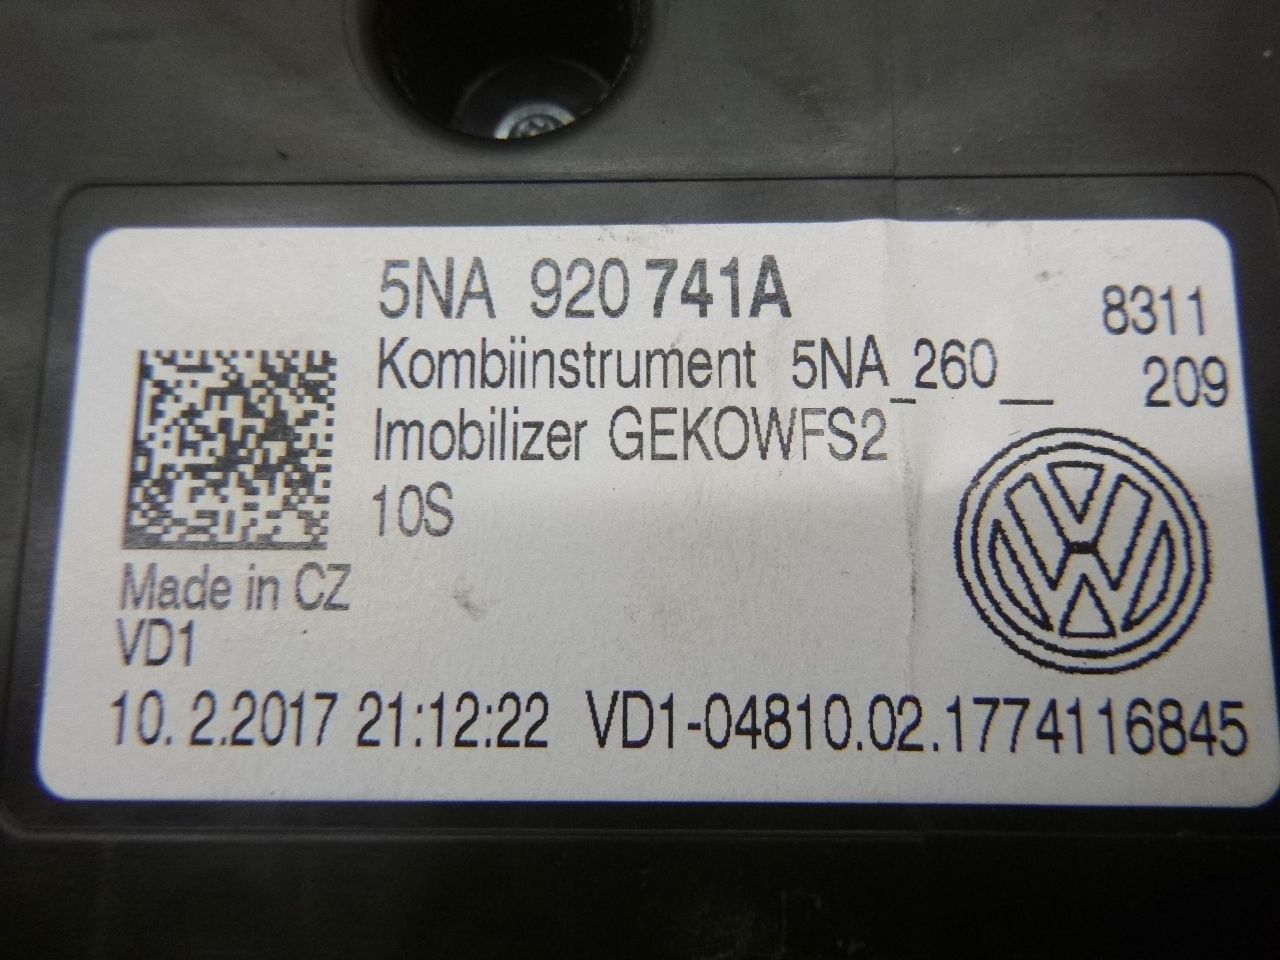 5NA 920 741A
8311
Kombiinstrument 5NA_260__
209
Imobilizer GEKOWFS2
10S
Made in CZ
VD1
10. 2.2017 21:12:22 VD1-04810.02.1774116845